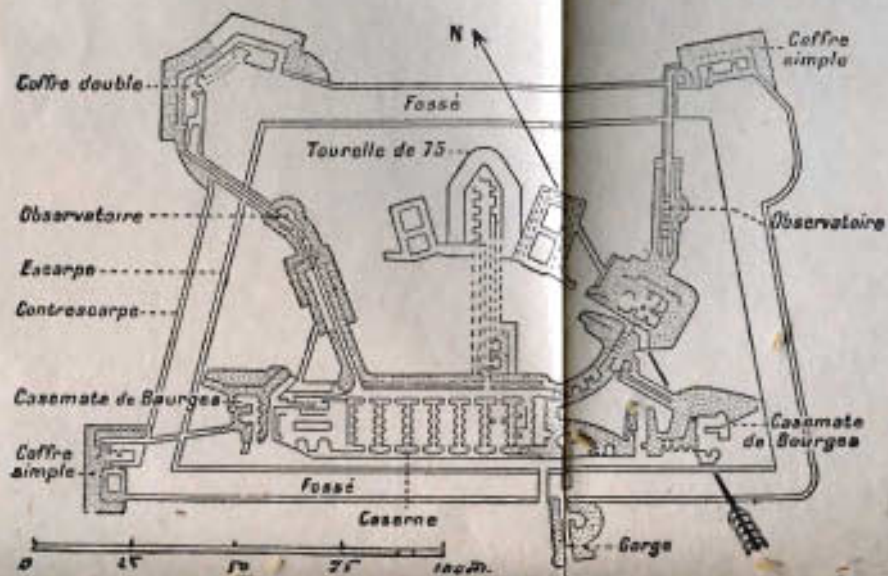 N
Coffre
simple
Coffre double
Fossé
Tourelle de 75
Observatoire
Observatoire
Escarpe
Contrescarpe
Casemate de Bourges
Casemate
de Bourges
Coffre
simple
Fossé
Caserne
Gorge
0 25 50 75 100m.